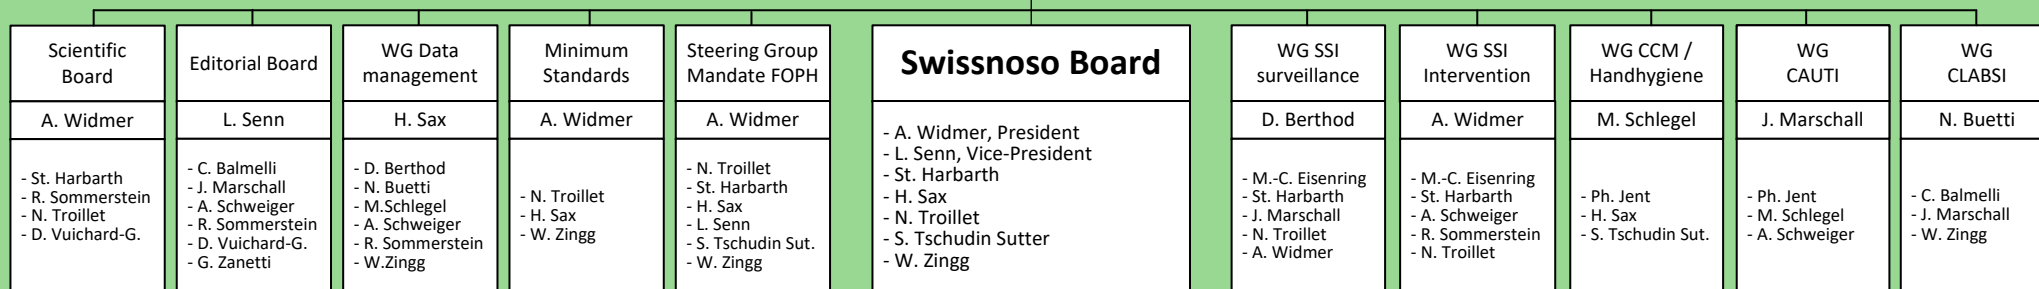 Scientific
Board
A. Widmer
- St. Harbarth
- R. Sommerstein
- N. Troillet
- D. Vuichard-G.
Editorial Board
L. Senn
- C. Balmelli
- J. Marschall
- A. Schweiger
- R. Sommerstein
- D. Vuichard-G.
- G. Zanetti
WG Data
management
H. Sax
- D. Berthod
- N. Buetti
- M.Schlegel
- A. Schweiger
- R. Sommerstein
- W.Zingg
Minimum
Standards
A. Widmer
- N. Troillet
- H. Sax
- W. Zingg
Steering Group
Mandate FOPH
A. Widmer
- N. Troillet
- St. Harbarth
- H. Sax
- L. Senn
- S. Tschudin Sut.
- W. Zingg
Swissnoso Board
- A. Widmer, President
- L. Senn, Vice-President
- St. Harbarth
- H. Sax
- N. Troillet
- S. Tschudin Sutter
- W. Zingg
WG SSI
surveillance
D. Berthod
- M.-C. Eisenring
- St. Harbarth
- J. Marschall
- N. Troillet
- A. Widmer
WG SSI
Intervention
A. Widmer
- M.-C. Eisenring
- St. Harbarth
- A. Schweiger
- R. Sommerstein
- N. Troillet
WG CCM /
Handhygiene
M. Schlegel
- Ph. Jent
- H. Sax
- S. Tschudin Sut.
WG
CAUTI
J. Marschall
- Ph. Jent
- M. Schlegel
- A. Schweiger
WG
CLABSI
N. Buetti
- C. Balmelli
- J. Marschall
- W. Zingg